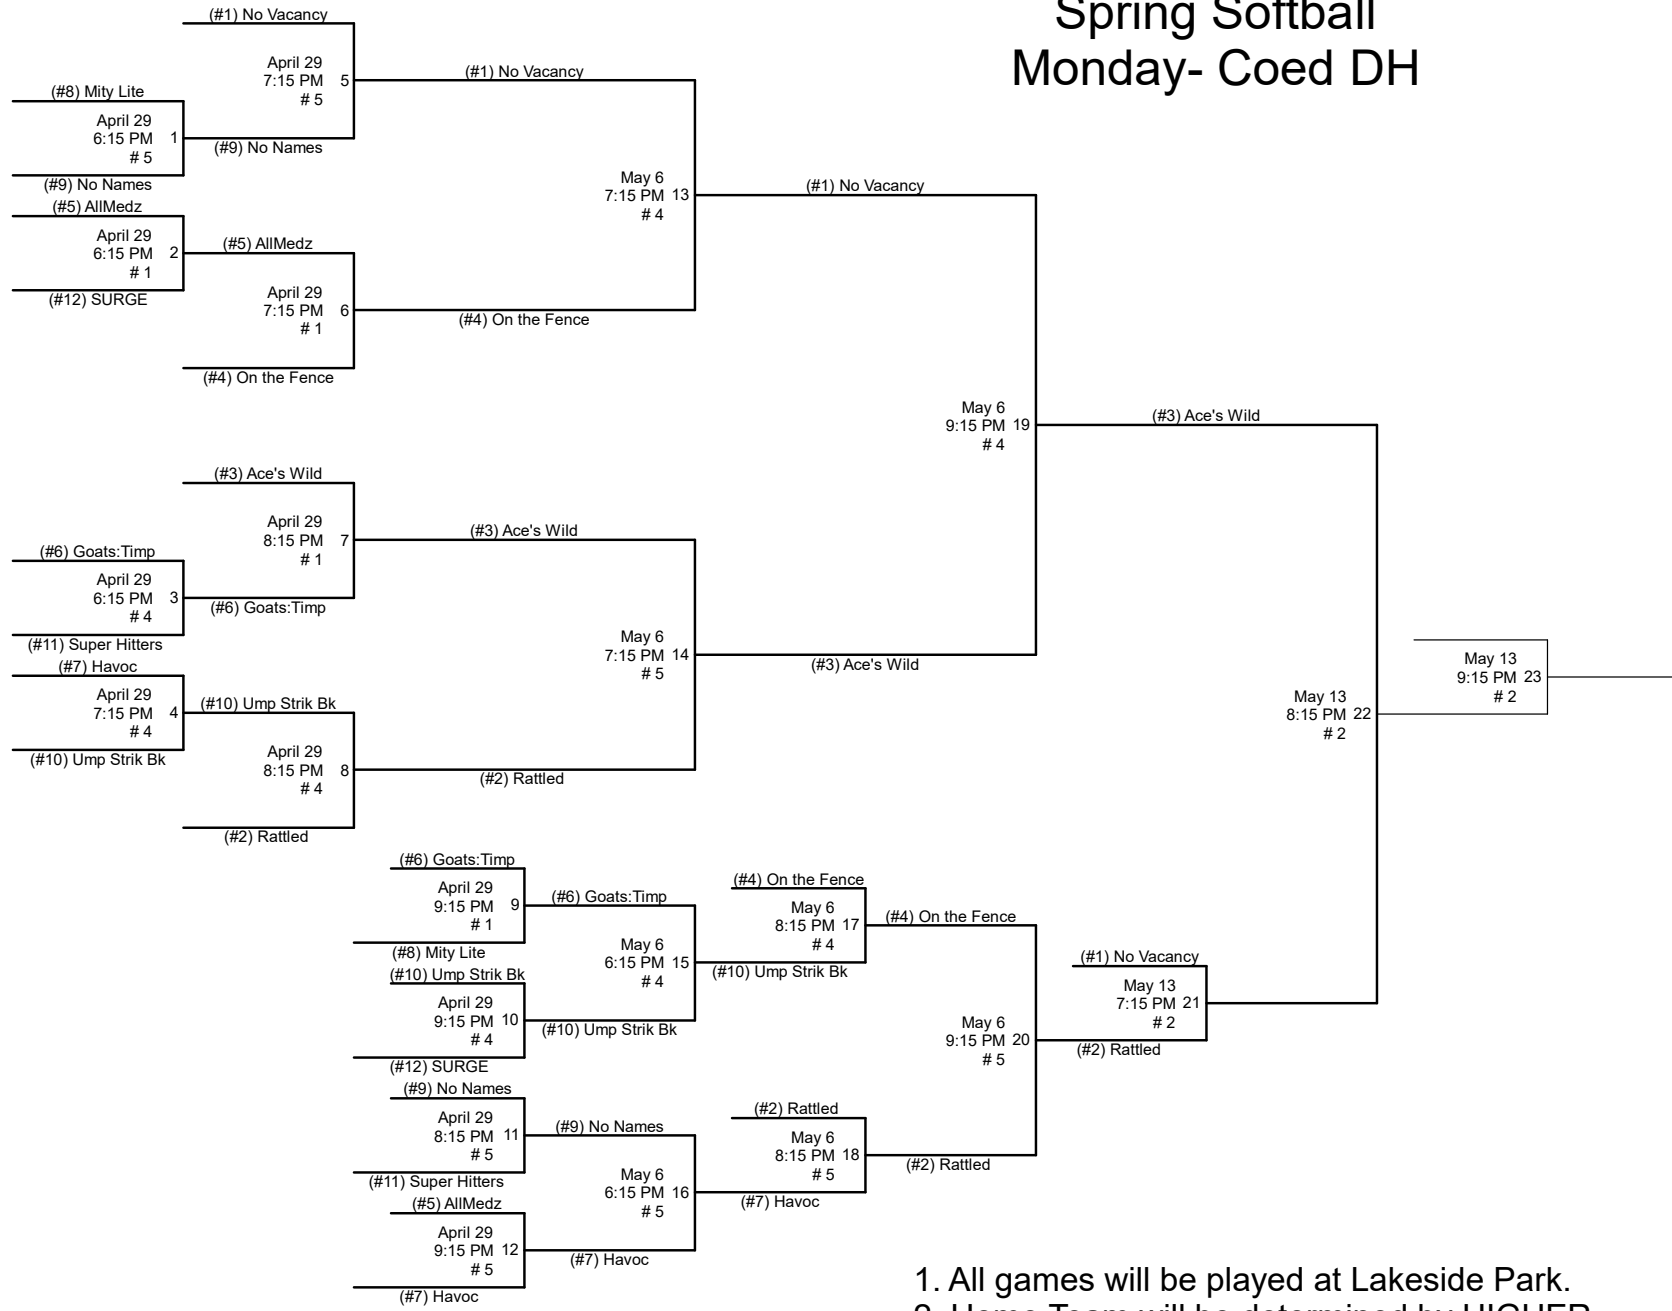 Spring Softball
Monday- Coed DH
(#1) No Vacancy
April 29
7:15 PM 5
# 5
(#1) No Vacancy
(#8) Mity Lite
April 29
6:15 PM 1
# 5
(#9) No Names
(#9) No Names
(#5) AllMedz
April 29
6:15 PM 2
# 1
(#5) AllMedz
(#12) SURGE
April 29
7:15 PM 6
# 1
(#4) On the Fence
(#4) On the Fence
May 6
7:15 PM 13
# 4
(#1) No Vacancy
May 6
9:15 PM 19
# 4
(#3) Ace's Wild
(#3) Ace's Wild
April 29
8:15 PM 7
# 1
(#3) Ace's Wild
(#6) Goats:Timp
April 29
6:15 PM 3
# 4
(#6) Goats:Timp
(#11) Super Hitters
(#7) Havoc
April 29
7:15 PM 4
# 4
(#10) Ump Strik Bk
(#10) Ump Strik Bk
April 29
8:15 PM 8
# 4
(#2) Rattled
(#2) Rattled
May 6
7:15 PM 14
# 5
(#3) Ace's Wild
May 13
8:15 PM 22
# 2
May 13
9:15 PM 23
# 2
(#6) Goats:Timp
April 29
9:15 PM 9
# 1
(#6) Goats:Timp
(#8) Mity Lite
(#10) Ump Strik Bk
April 29
9:15 PM 10
# 4
(#10) Ump Strik Bk
(#12) SURGE
May 6
6:15 PM 15
# 4
(#4) On the Fence
May 6
8:15 PM 17
# 4
(#4) On the Fence
(#10) Ump Strik Bk
(#9) No Names
April 29
8:15 PM 11
# 5
(#9) No Names
(#11) Super Hitters
(#5) AllMedz
April 29
9:15 PM 12
# 5
(#7) Havoc
(#7) Havoc
May 6
6:15 PM 16
# 5
(#2) Rattled
May 6
8:15 PM 18
# 5
(#2) Rattled
(#7) Havoc
May 6
9:15 PM 20
# 5
(#1) No Vacancy
May 13
7:15 PM 21
# 2
(#2) Rattled
1. All games will be played at Lakeside Park.
2. Home Team will be determined by HIGHER